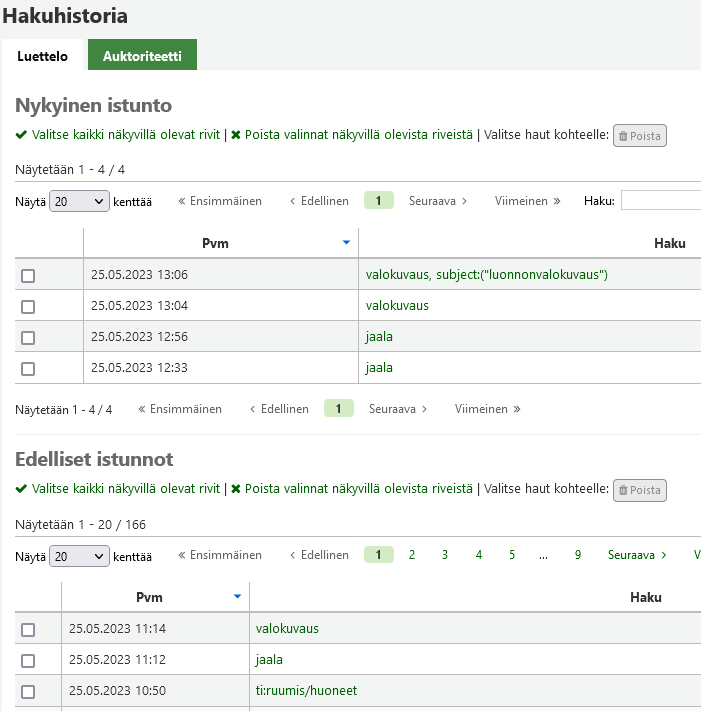 Hakuhistoria
Luettelo Auktoriteetti
Nykyinen istunto
Valitse kaikki näkyvillä olevat rivit | Poista valinnat näkyvillä olevista riveistä | Valitse haut kohteelle: Poista
Näytetään 1 - 4 / 4
Näytä 20 kenttää Ensimmäinen Edellinen 1 Seuraava Viimeinen Haku:
Pvm Haku
25.05.2023 13:06 valokuvaus, subject:("luonnonvalokuvaus")
25.05.2023 13:04 valokuvaus
25.05.2023 12:56 jaala
25.05.2023 12:33 jaala
Näytetään 1 - 4 / 4 Ensimmäinen Edellinen 1 Seuraava Viimeinen
Edelliset istunnot
Valitse kaikki näkyvillä olevat rivit | Poista valinnat näkyvillä olevista riveistä | Valitse haut kohteelle: Poista
Näytetään 1 - 20 / 166
Näytä 20 kenttää Ensimmäinen Edellinen 1 2 3 4 5 ... 9 Seuraava V
Pvm Haku
25.05.2023 11:14 valokuvaus
25.05.2023 11:12 jaala
25.05.2023 10:50 ti:ruumis/huoneet